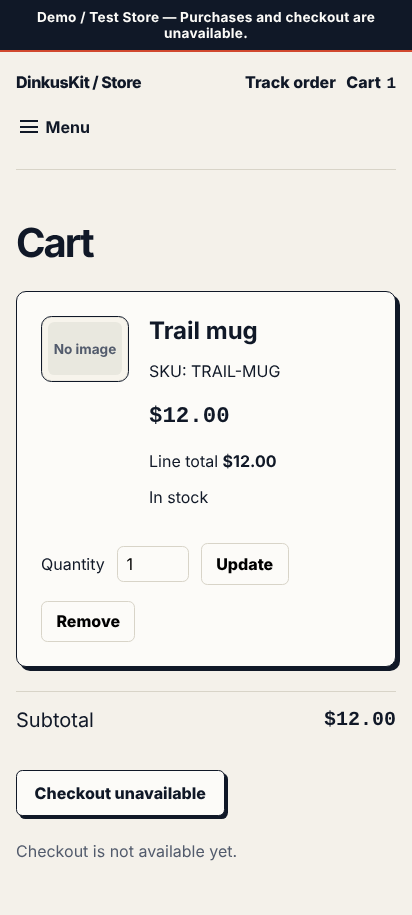 Demo / Test Store — Purchases and checkout are
unavailable.
DinkusKit / Store
Track order
Cart 1
Menu
Cart
No image
Trail mug
SKU: TRAIL-MUG
$12.00
Line total $12.00
In stock
Quantity 1 Update
Remove
Subtotal $12.00
Checkout unavailable
Checkout is not available yet.